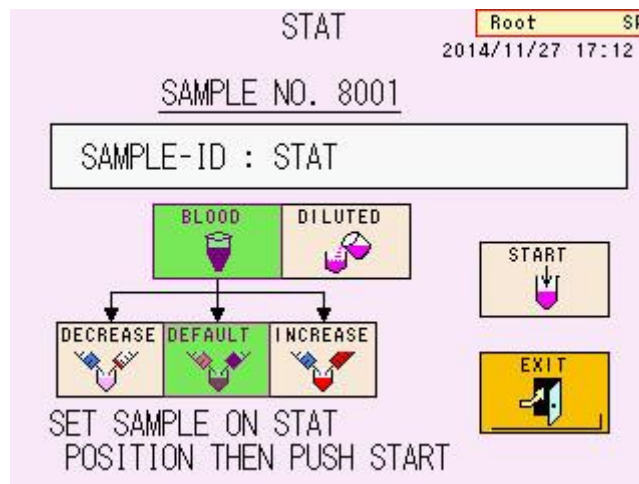 STAT
Root
2014/11/27 17:12
SAMPLE NO. 8001
SAMPLE-ID : STAT
BLOOD DILUTED
START
DECREASE DEFAULT INCREASE
EXIT
SET SAMPLE ON STAT
POSITION THEN PUSH START